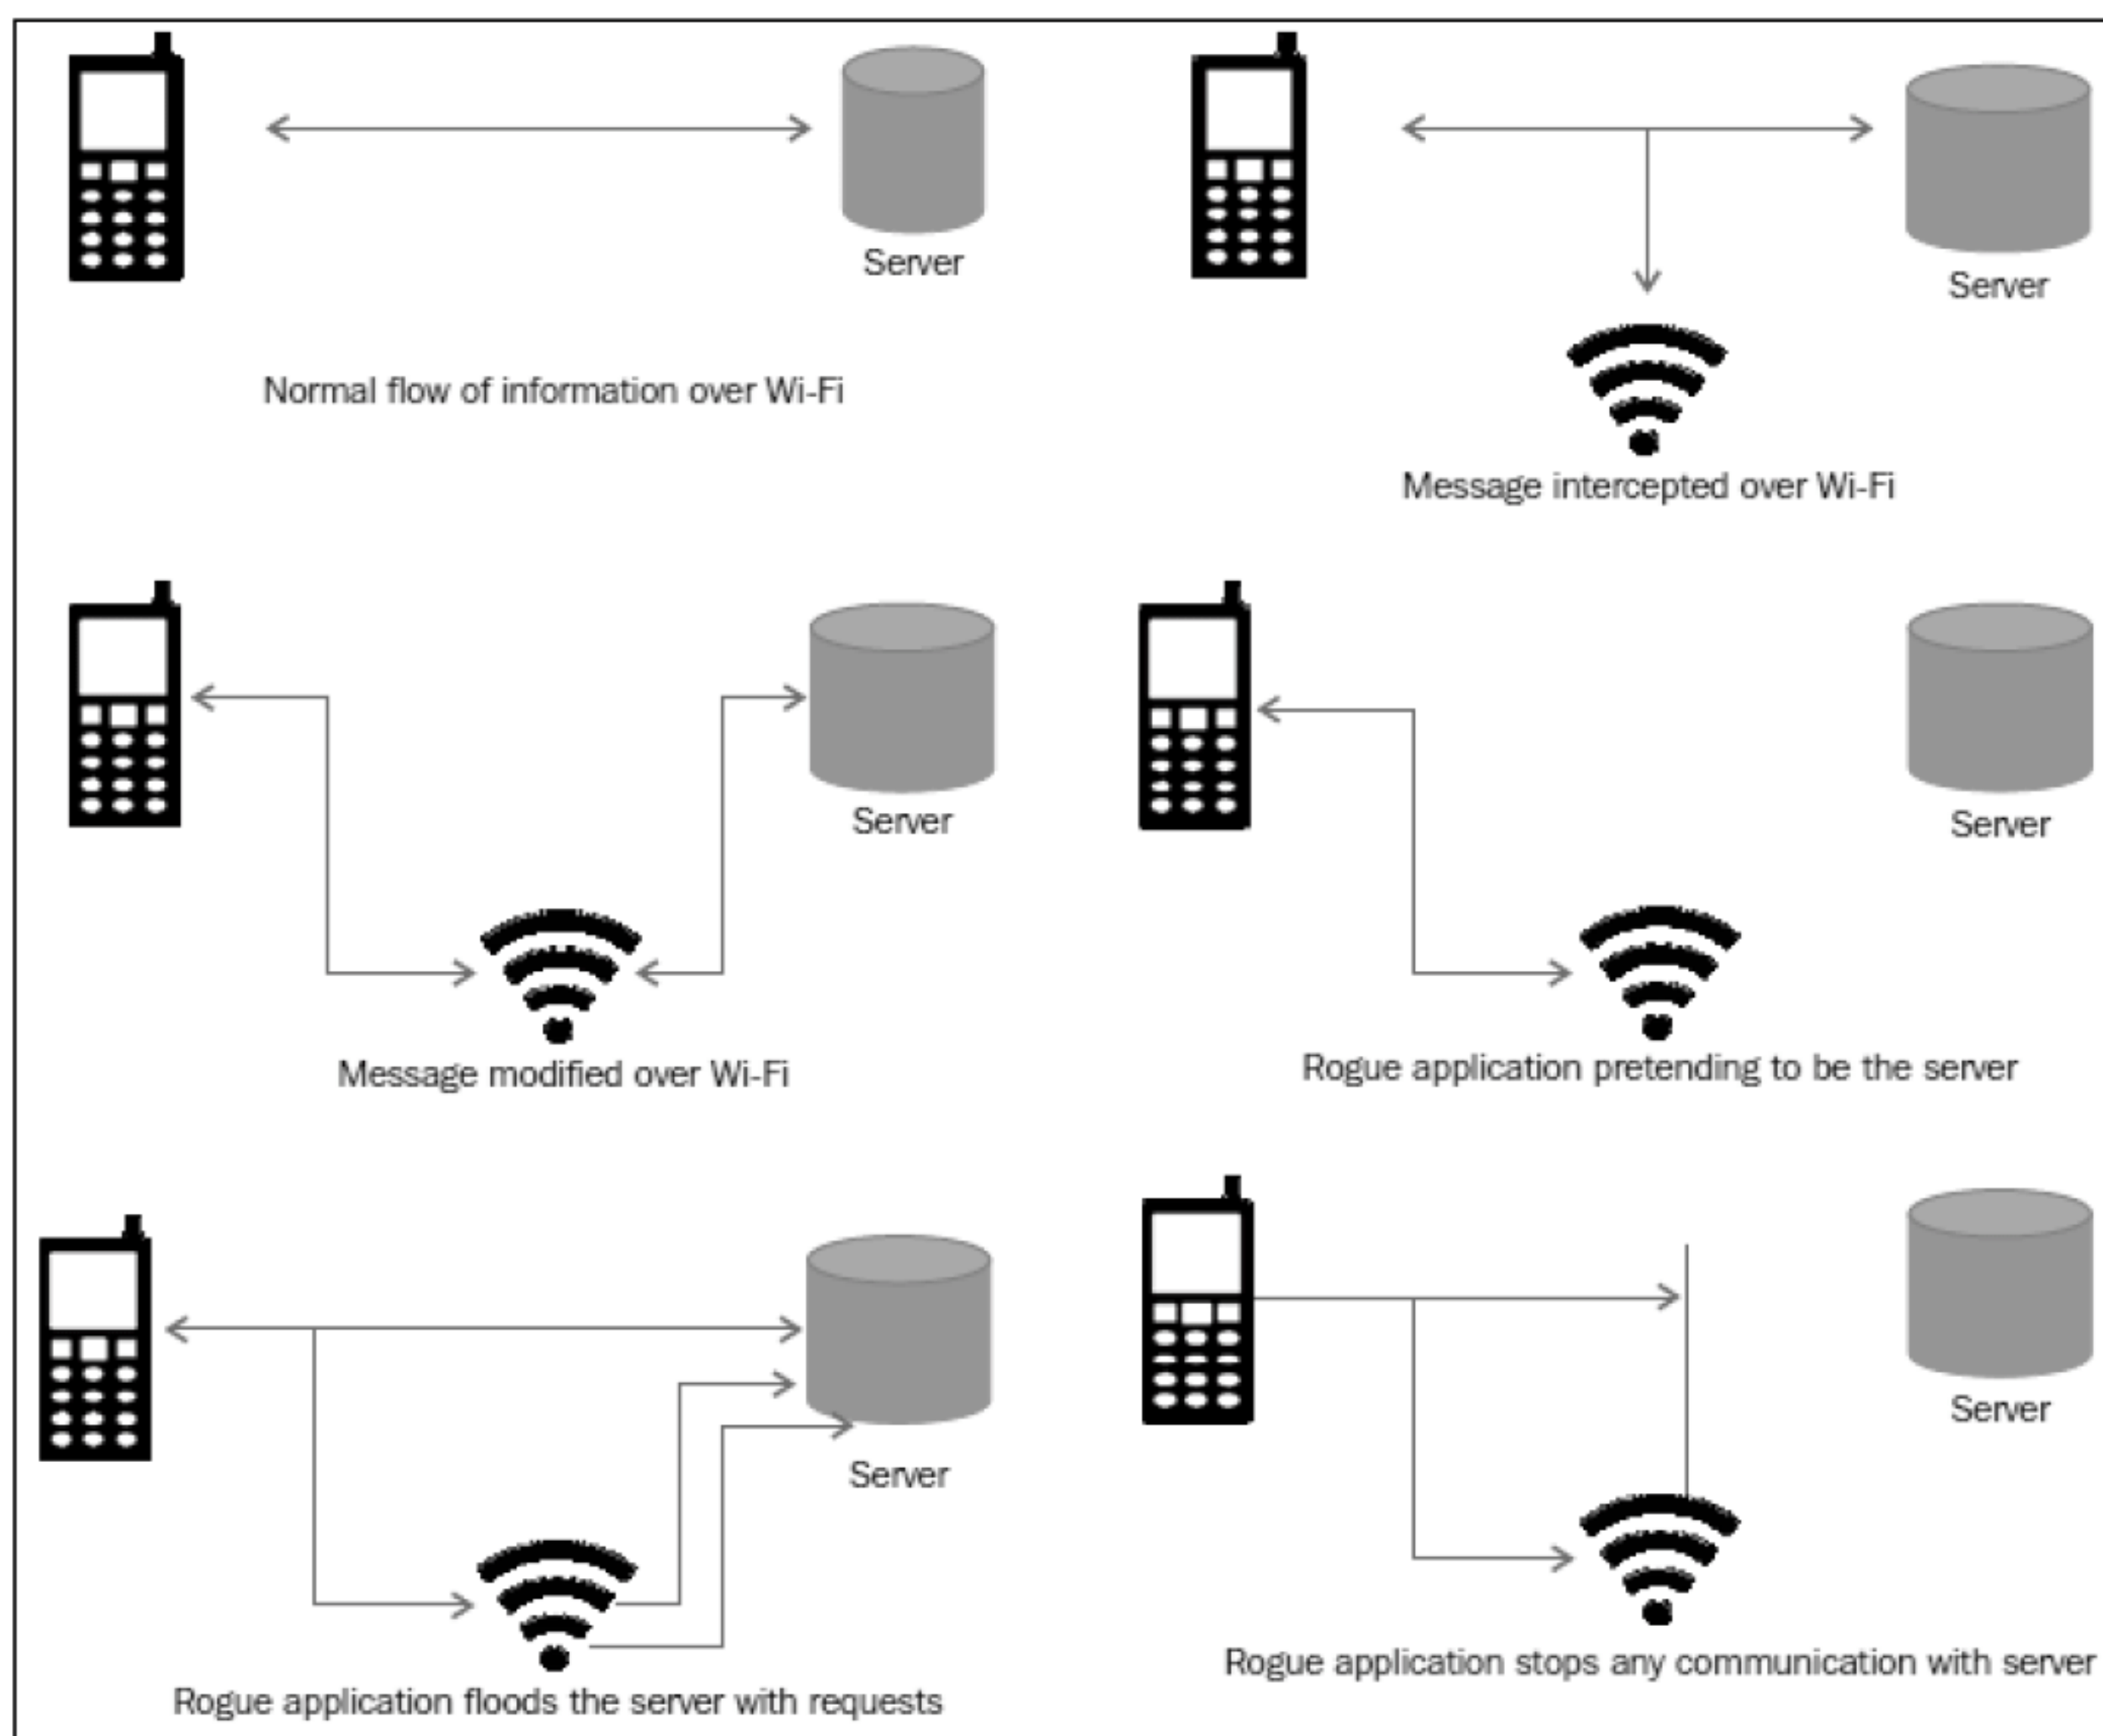 Server
Server
Normal flow of information over Wi-Fi
Message intercepted over Wi-Fi
Server
Server
Message modified over Wi-Fi
Rogue application pretending to be the server
Server
Server
Rogue application floods the server with requests
Rogue application stops any communication with server